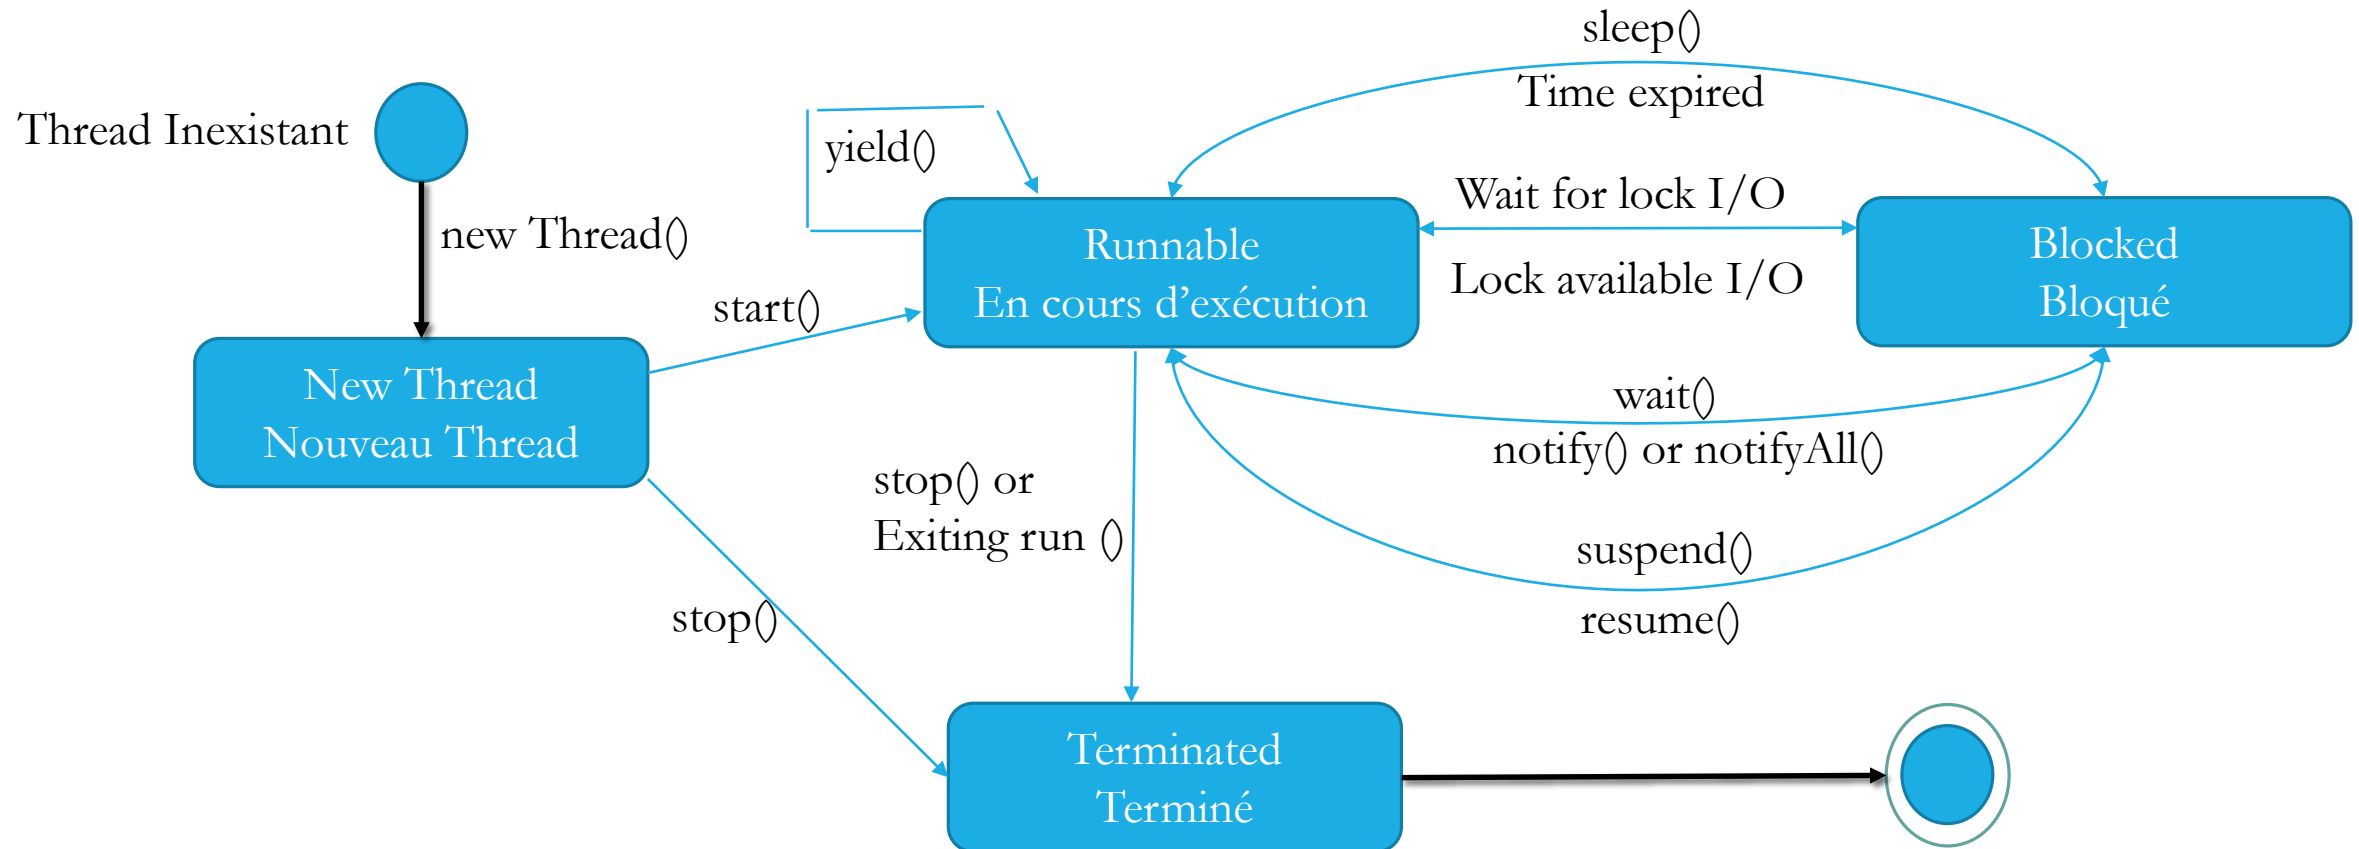 sleep()
Time expired
Thread Inexistant
yield()
new Thread()
Wait for lock I/O
Runnable
En cours d’exécution
Blocked
Bloqué
Lock available I/O
start()
New Thread
Nouveau Thread
wait()
notify() or notifyAll()
stop() or
Exiting run ()
suspend()
resume()
stop()
Terminated
Terminé